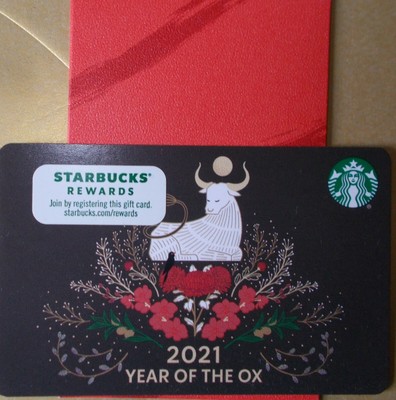 STARBUCKS®
REWARDS
Join by registering this gift card.
starbucks.com/rewards
2021
YEAR OF THE OX